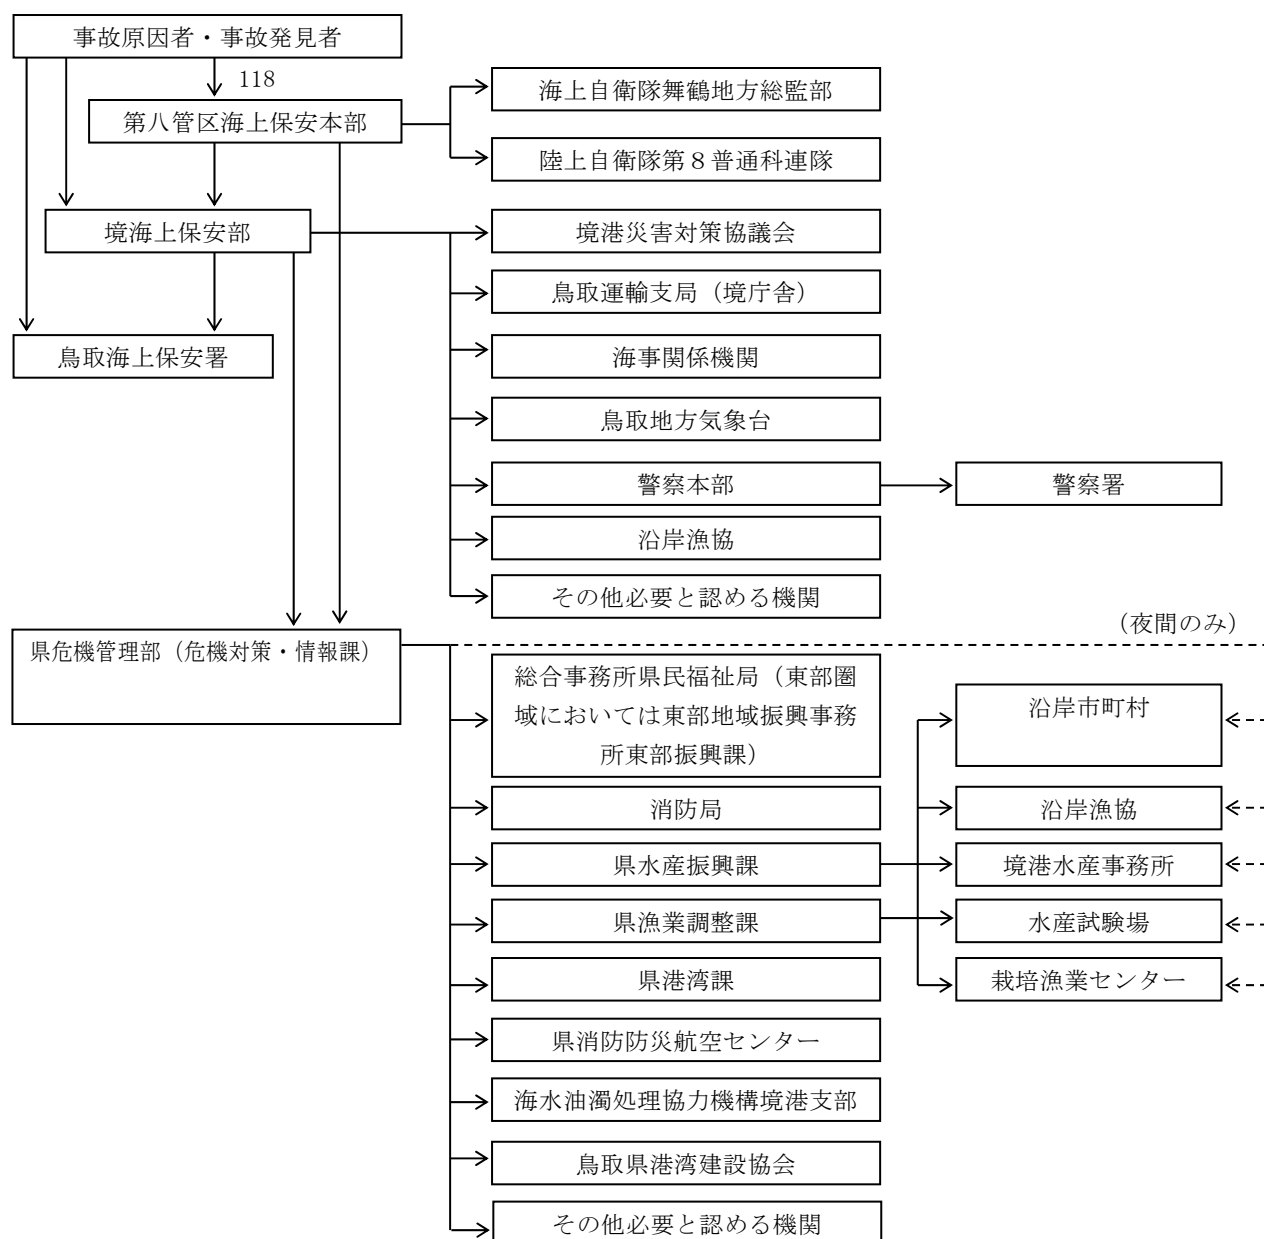 事故原因者・事故発見者
118
第八管区海上保安本部
海上自衛隊舞鶴地方総監部
陸上自衛隊第８普通科連隊
境海上保安部
境港災害対策協議会
鳥取運輸支局（境庁舎）
鳥取海上保安署
海事関係機関
鳥取地方気象台
警察本部
警察署
沿岸漁協
その他必要と認める機関
（夜間のみ）
県危機管理部（危機対策・情報課）
総合事務所県民福祉局（東部圏
域においては東部地域振興事務
所東部振興課）
沿岸市町村
消防局
沿岸漁協
県水産振興課
境港水産事務所
県漁業調整課
水産試験場
県港湾課
栽培漁業センター
県消防防災航空センター
海水油濁処理協力機構境港支部
鳥取県港湾建設協会
その他必要と認める機関